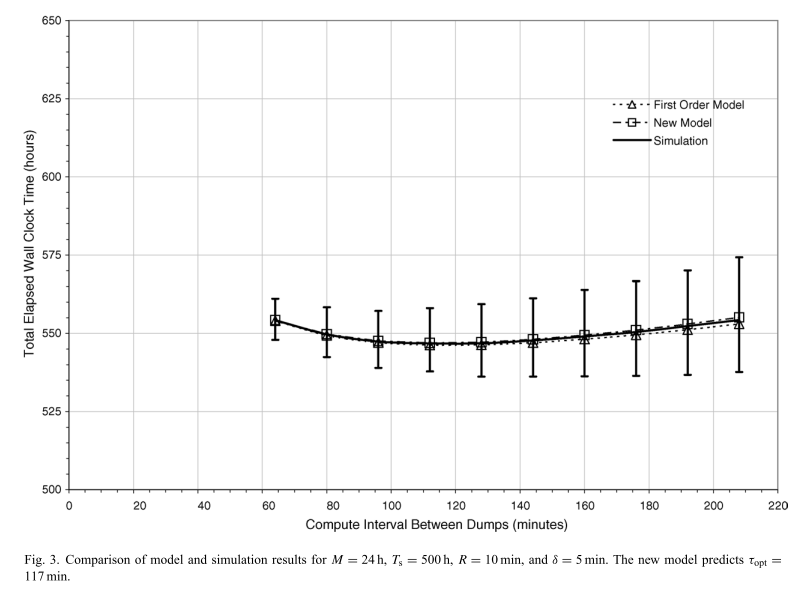 650
625
600
575
550
525
500
Total Elapsed Wall Clock Time (hours)
First Order Model
New Model
Simulation
0 20 40 60 80 100 120 140 160 180 200 220
Compute Interval Between Dumps (minutes)
Fig. 3. Comparison of model and simulation results for M = 24 h, Ts = 500 h, R = 10 min, and δ = 5 min. The new model predicts τopt =
117 min.